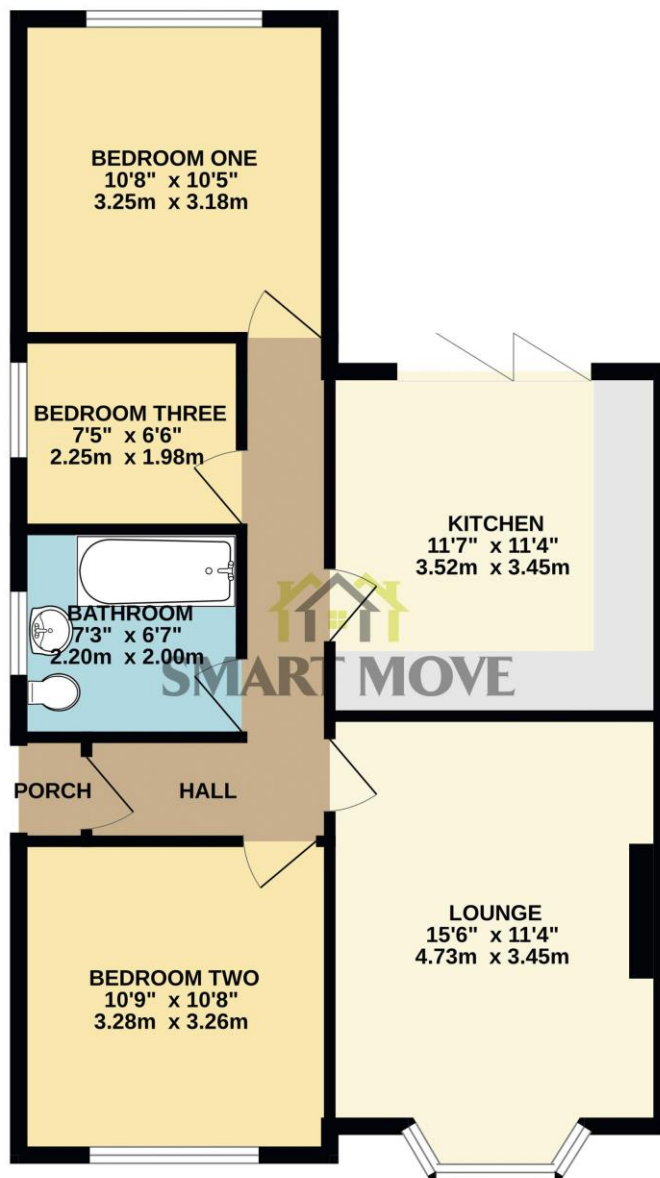 BEDROOM ONE
10'8" x 10'5"
3.25m x 3.18m
BEDROOM THREE
7'5" x 6'6"
2.25m x 1.98m
KITCHEN
11'7" x 11'4"
3.52m x 3.45m
BATHROOM
7'3" x 6'7"
2.20m x 2.00m
SMART MOVE
PORCH
HALL
LOUNGE
15'6" x 11'4"
4.73m x 3.45m
BEDROOM TWO
10'9" x 10'8"
3.28m x 3.26m